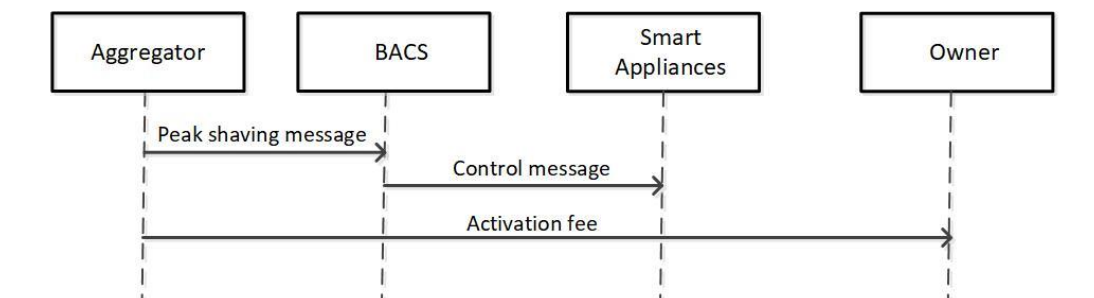 Aggregator
BACS
Smart
Appliances
Owner
Peak shaving message
Control message
Activation fee